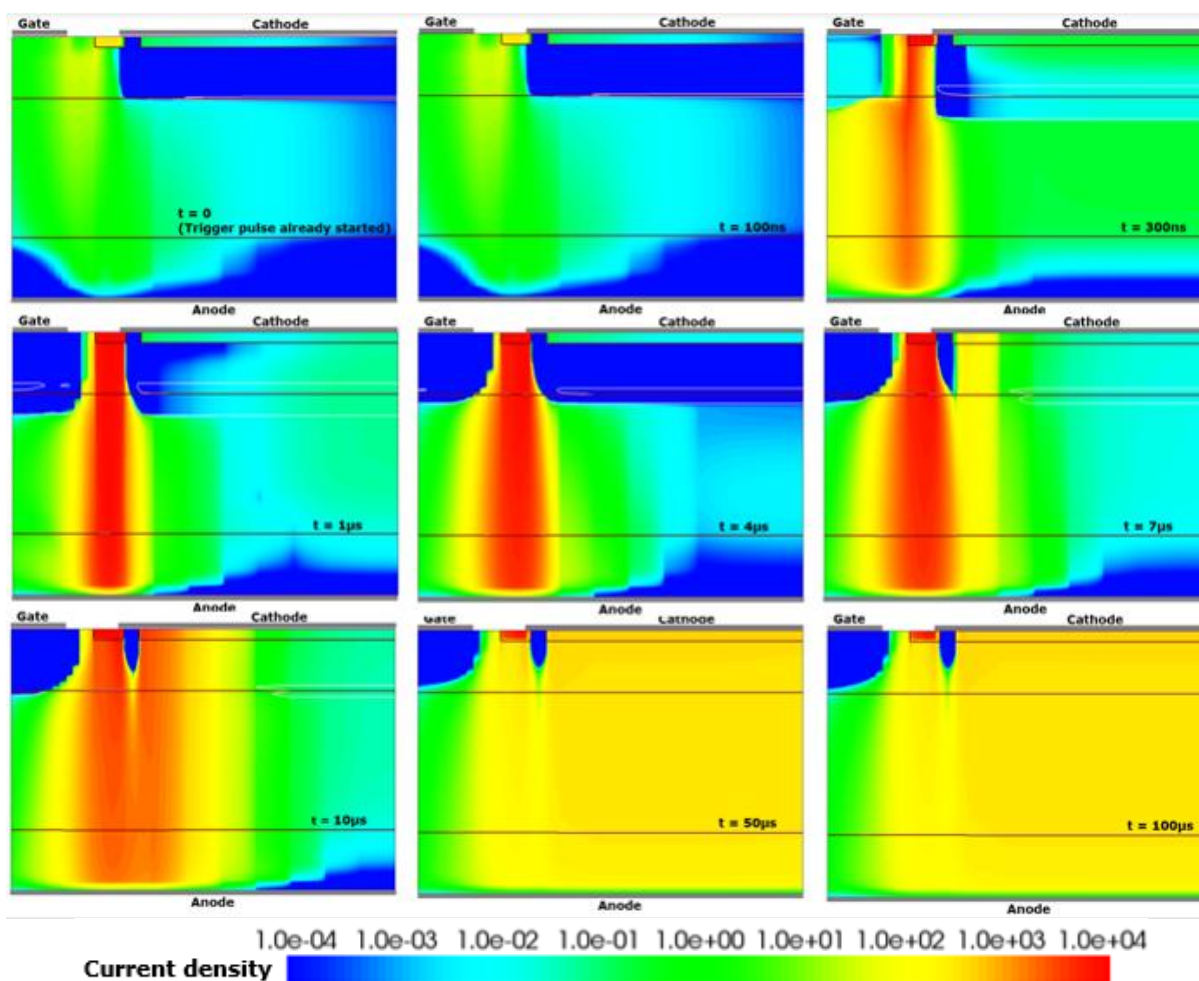 Gate Cathode
t = 0
(Trigger pulse already started)
Anode
Gate Cathode
t = 100ns
Anode
Gate Cathode
t = 300ns
Anode
Gate Cathode
t = 1µs
Anode
Gate Cathode
t = 4µs
Anode
Gate Cathode
t = 7µs
Anode
Gate Cathode
t = 10µs
Anode
Gate Cathode
t = 50µs
Anode
Gate Cathode
t = 100µs
Anode
1.0e-04 1.0e-03 1.0e-02 1.0e-01 1.0e+00 1.0e+01 1.0e+02 1.0e+03 1.0e+04
Current density